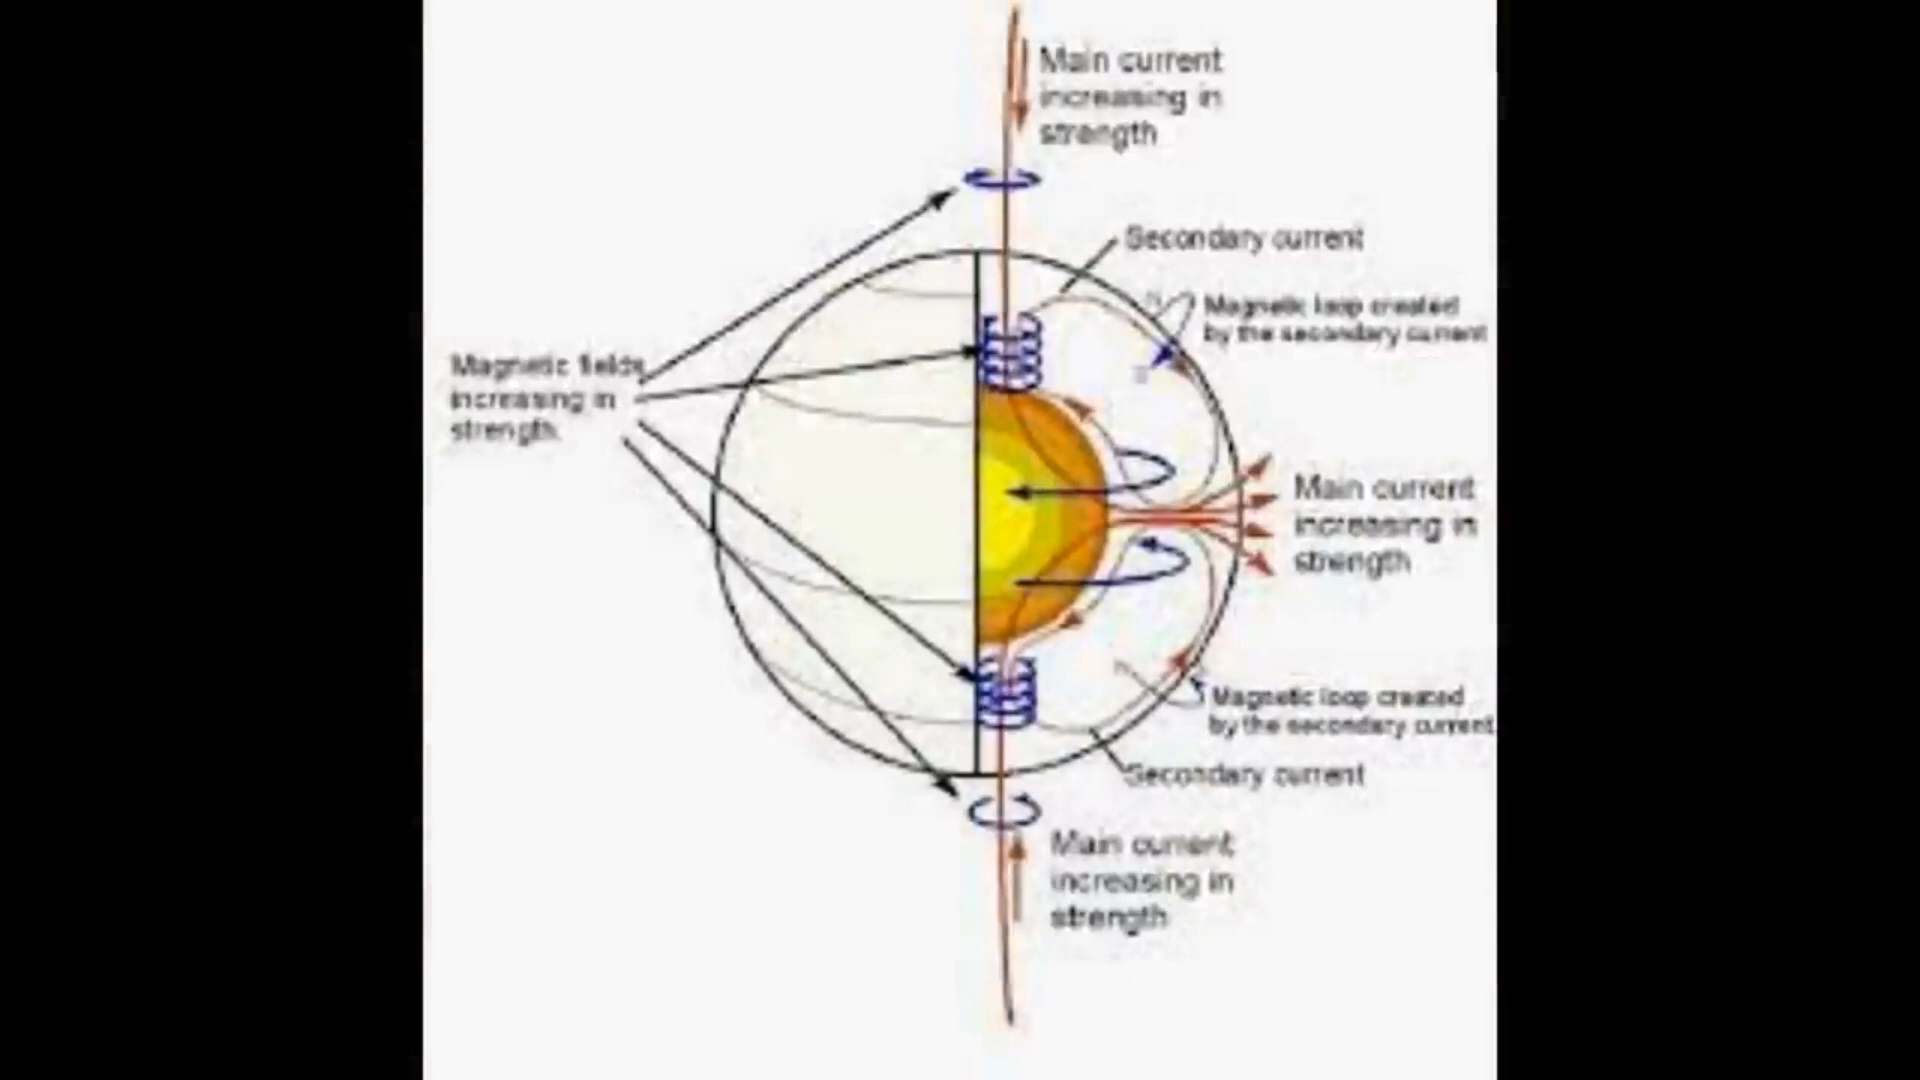 Main current
increasing in
strength
Secondary current
Magnetic loop created
by the secondary current
Magnetic fields
increasing in
strength.
Main current
increasing in
strength
Magnetic loop created
by the secondary current
Secondary current
Main current
increasing in
strength